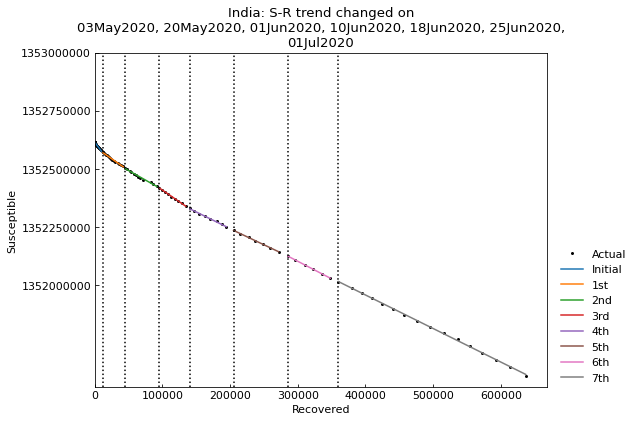 India: S-R trend changed on
03May2020, 20May2020, 01Jun2020, 10Jun2020, 18Jun2020, 25Jun2020,
01Jul2020
1353000000
1352750000
1352500000
1352250000
1352000000
Susceptible
0
100000
200000
300000
400000
500000
600000
Recovered
Actual
Initial
1st
2nd
3rd
4th
5th
6th
7th